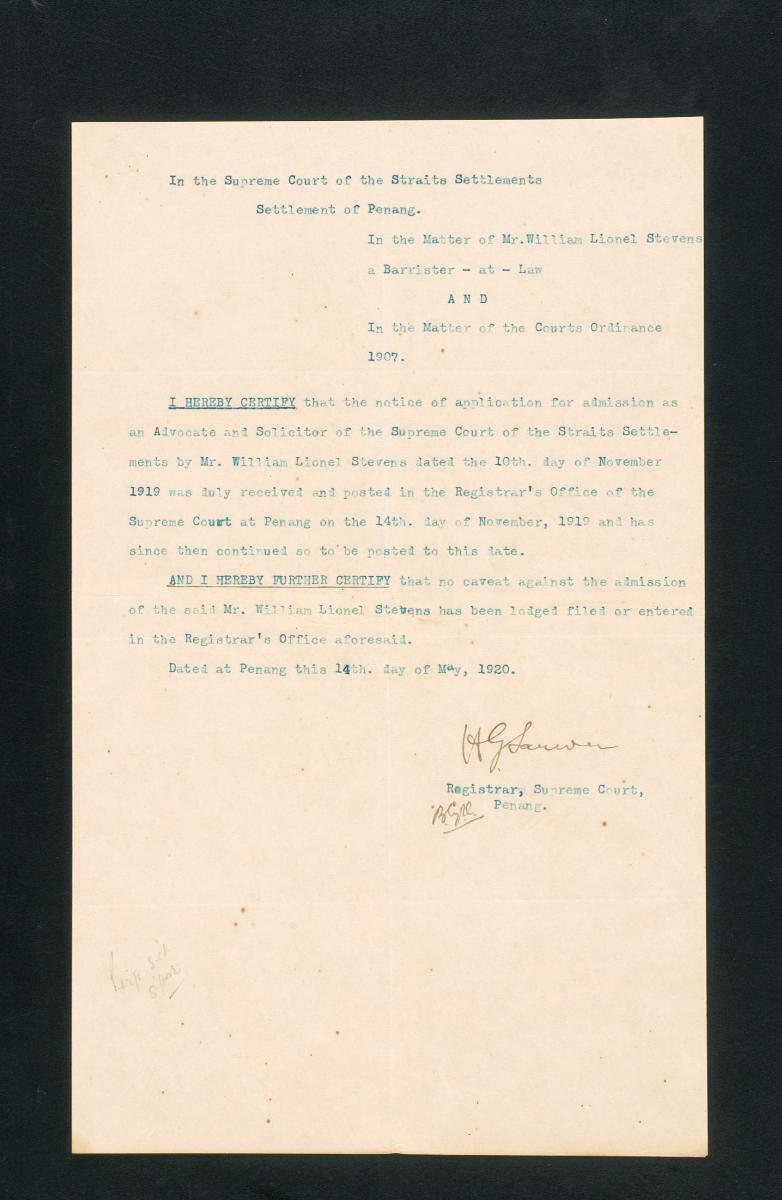 In the Supreme Court of the Straits Settlements
Settlement of Penang.
In the Matter of Mr.William Lionel Stevens
a Barrister - at - Law
A N D
In the Matter of the Courts Ordinance
1907.
I HEREBY CERTIFY that the notice of application for admission as
an Advocate and Solicitor of the Supreme Court of the Straits Settle-
ments by Mr. William Lionel Stevens dated the 10th. day of November
1919 was duly received and posted in the Registrar's Office of the
Supreme Court at Penang on the 14th. day of November, 1919 and has
since then continued so to be posted to this date.
AND I HEREBY FURTHER CERTIFY that no caveat against the admission
of the said Mr. William Lionel Stevens has been lodged filed or entered
in the Registrar's Office aforesaid.
Dated at Penang this 14th. day of May, 1920.
H G Sarwar
Registrar, Supreme Court,
Penang.